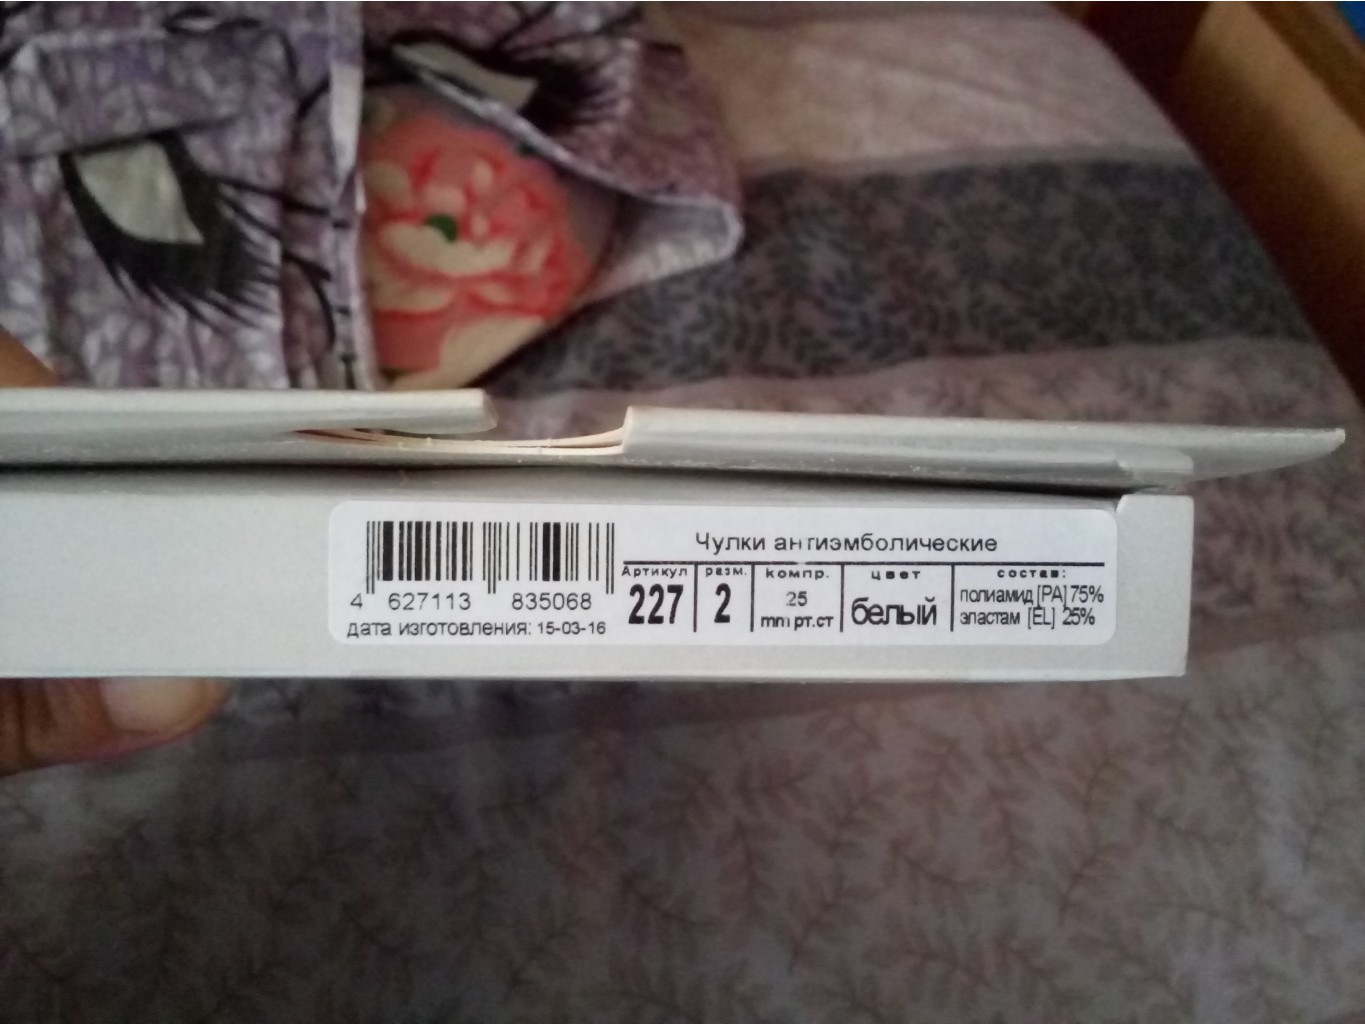 Чулки антиэмболические
Артикул разм. компр. цвет состав:
227 2 25 mm рт.ст белый полиамид [PA] 75%
эластам [EL] 25%
4 627113 835068
дата изготовления: 15-03-16